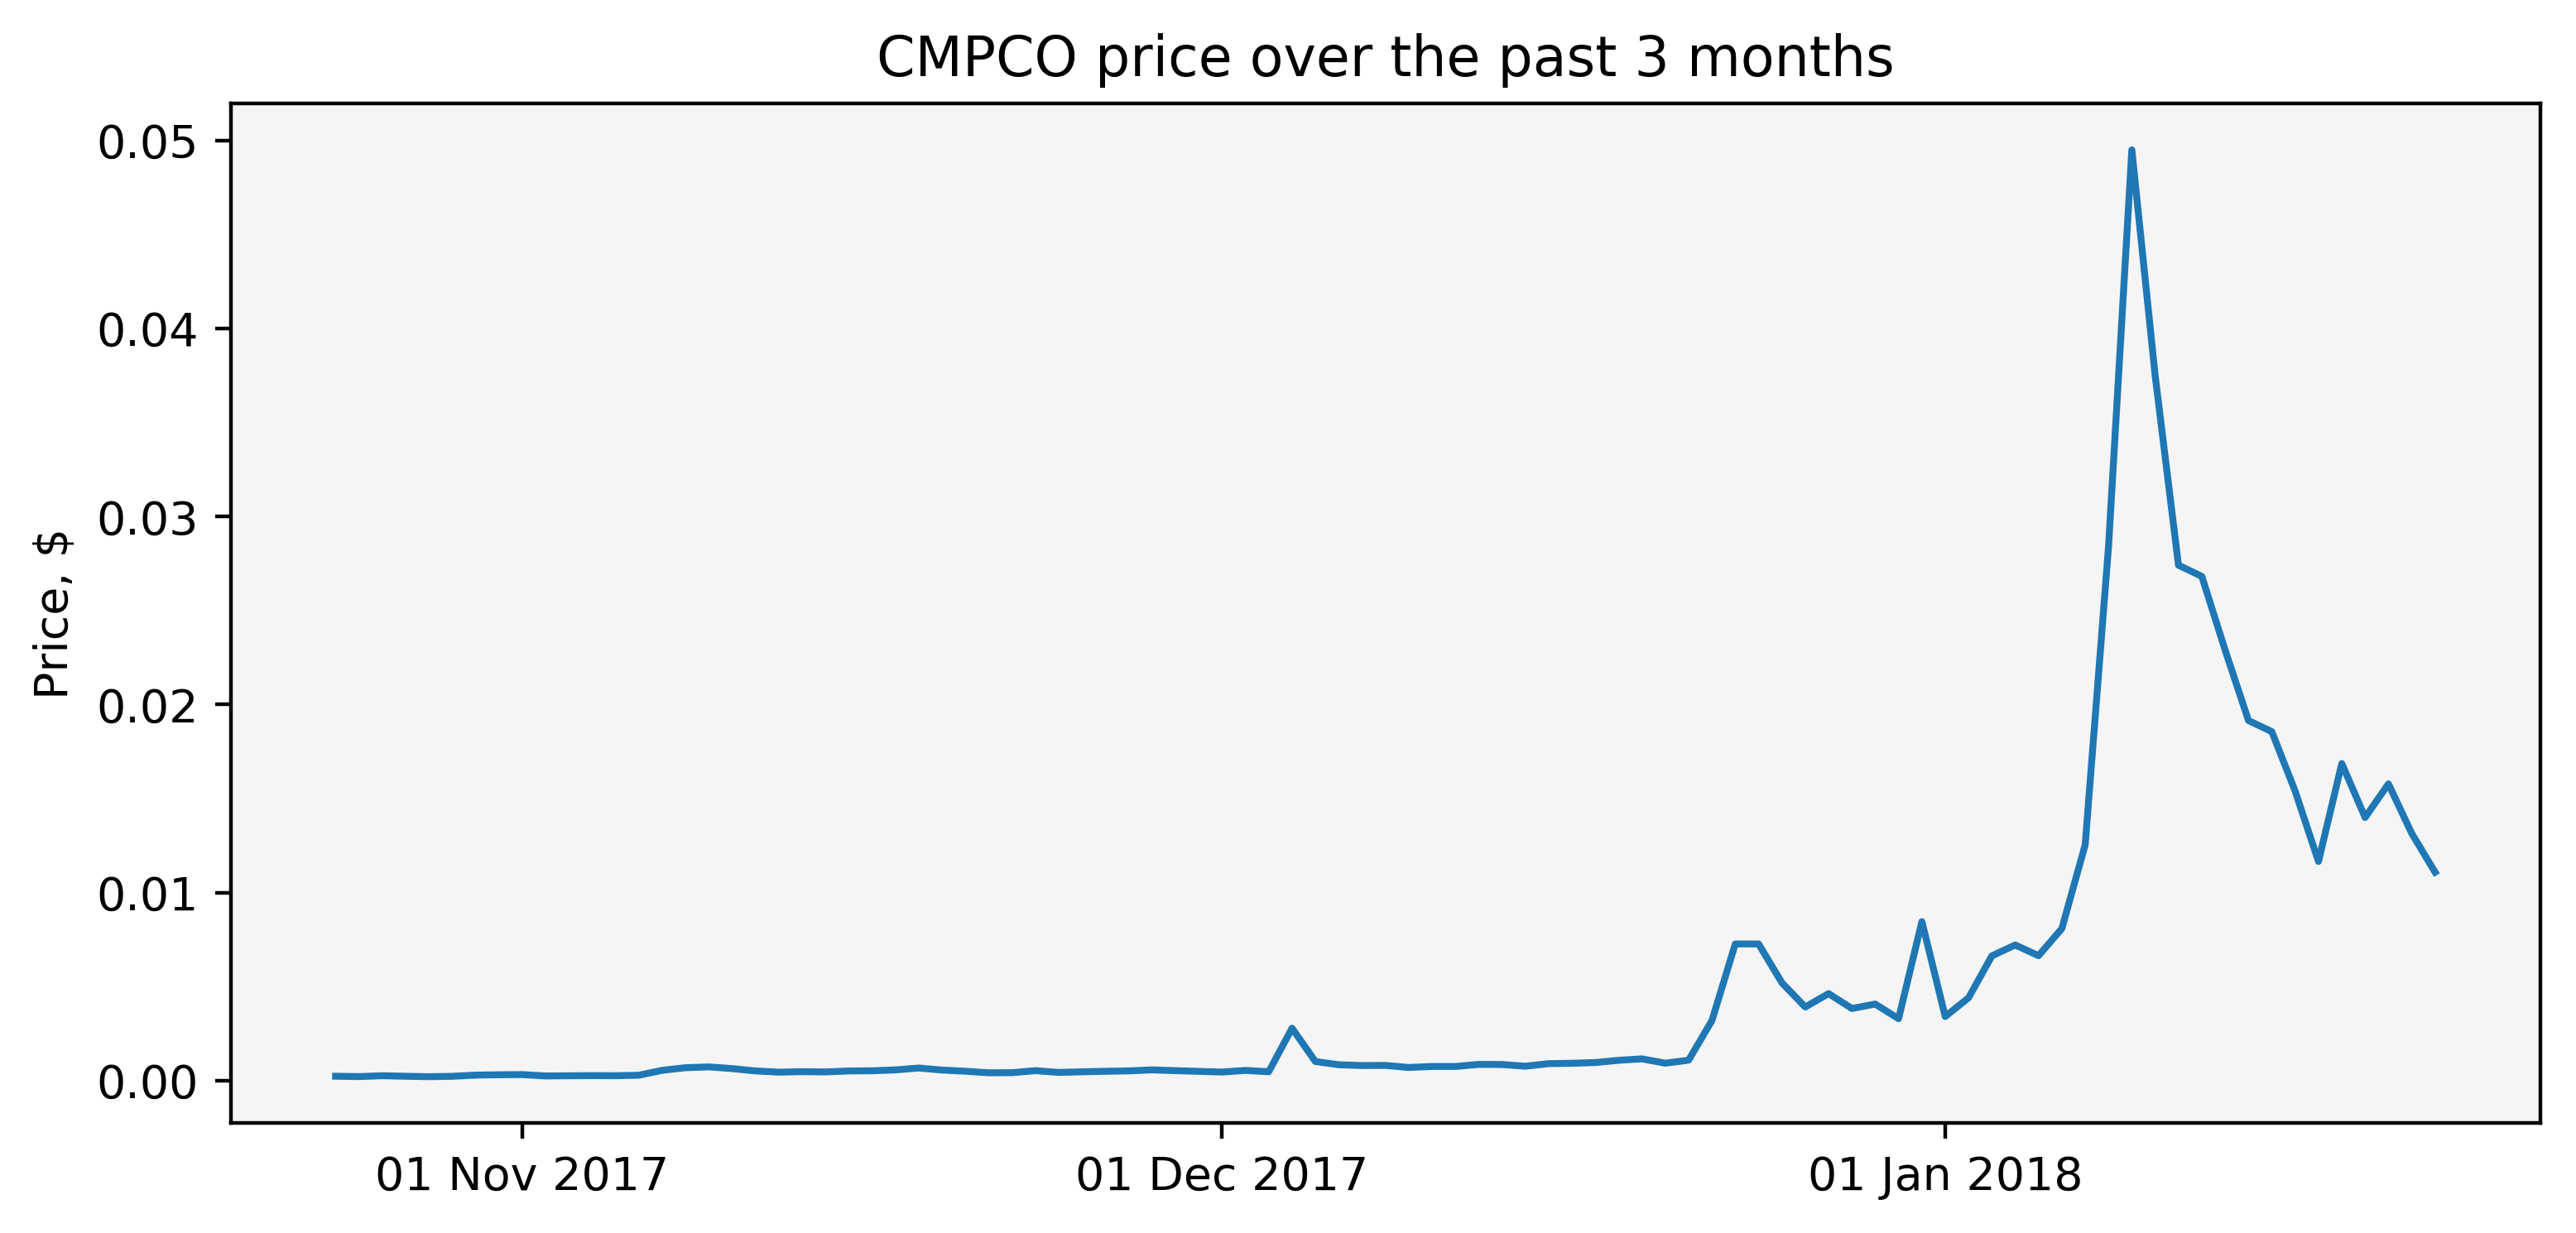 CMPCO price over the past 3 months
Price, $
0.05
0.04
0.03
0.02
0.01
0.00
01 Nov 2017
01 Dec 2017
01 Jan 2018